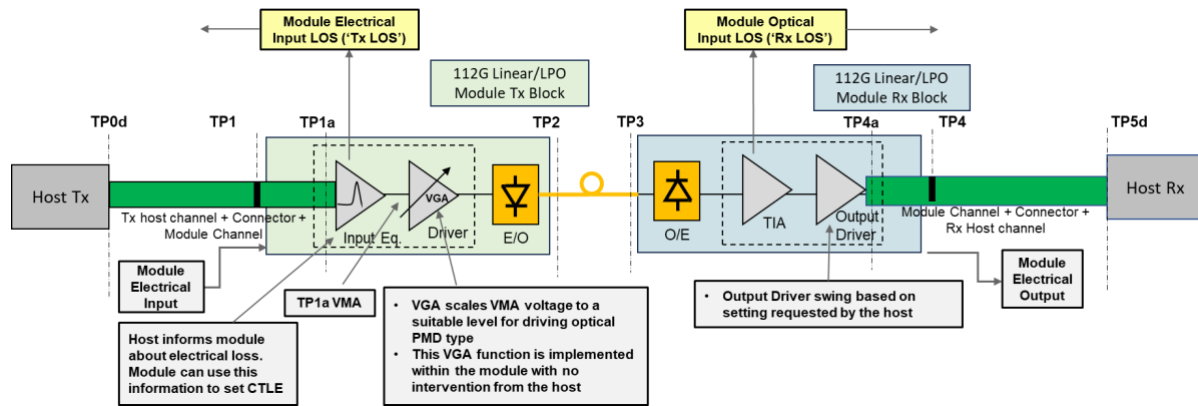 Module Electrical
Input LOS ('Tx LOS')
Module Optical
Input LOS ('Rx LOS')
112G Linear/LPO
Module Tx Block
112G Linear/LPO
Module Rx Block
TP0d
TP1
TP1a
TP2
TP3
TP4a
TP4
TP5d
Host Tx
VGA
Host Rx
Tx host channel + Connector +
Module Channel
Input Eq.
Driver
E/O
O/E
TIA
Output
Driver
Module Channel + Connector +
Rx Host channel
Module
Electrical
Input
TP1a VMA
Host informs module
about electrical loss.
Module can use this
information to set CTLE
• VGA scales VMA voltage to a
suitable level for driving optical
PMD type
• This VGA function is implemented
within the module with no
intervention from the host
• Output Driver swing based on
setting requested by the host
Module
Electrical
Output